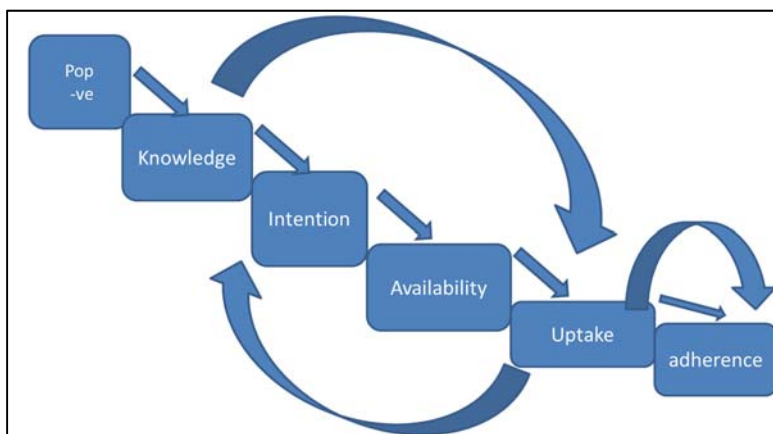 Pop
-ve
Knowledge
Intention
Availability
Uptake
adherence